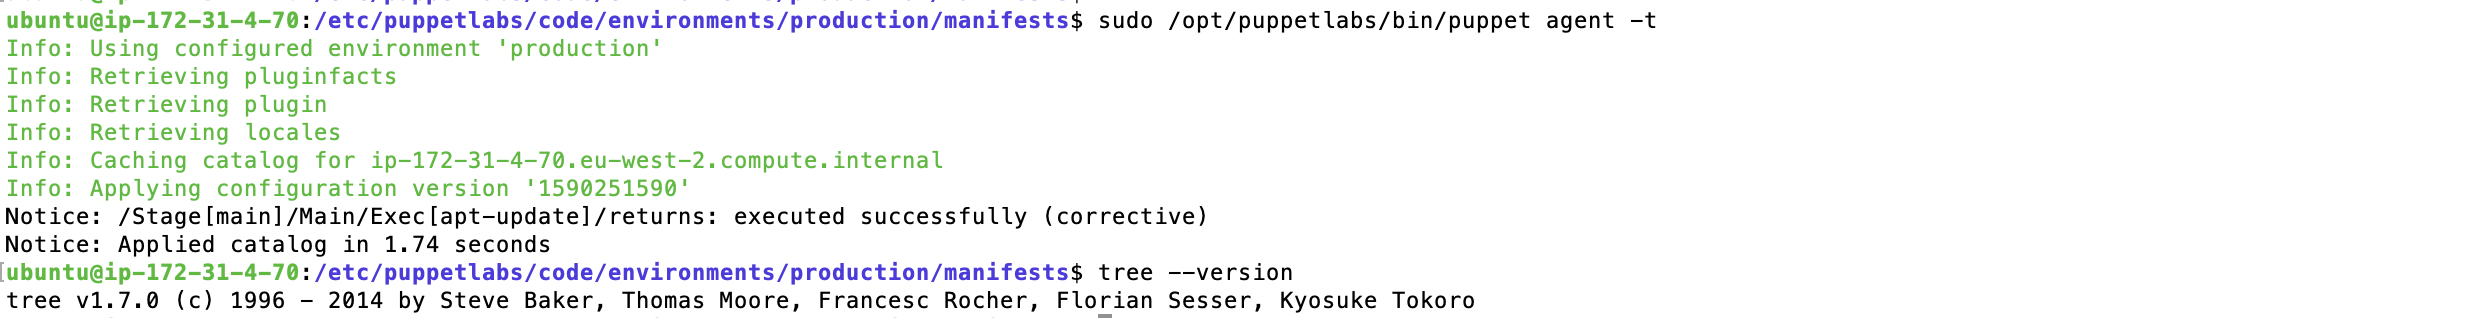 ubuntu@ip-172-31-4-70:/etc/puppetlabs/code/environments/production/manifests$ sudo /opt/puppetlabs/bin/puppet agent -t
Info: Using configured environment 'production'
Info: Retrieving pluginfacts
Info: Retrieving plugin
Info: Retrieving locales
Info: Caching catalog for ip-172-31-4-70.eu-west-2.compute.internal
Info: Applying configuration version '1590251590'
Notice: /Stage[main]/Main/Exec[apt-update]/returns: executed successfully (corrective)
Notice: Applied catalog in 1.74 seconds
[ubuntu@ip-172-31-4-70:/etc/puppetlabs/code/environments/production/manifests$ tree --version
tree v1.7.0 (c) 1996 - 2014 by Steve Baker, Thomas Moore, Francesc Rocher, Florian Sesser, Kyosuke Tokoro